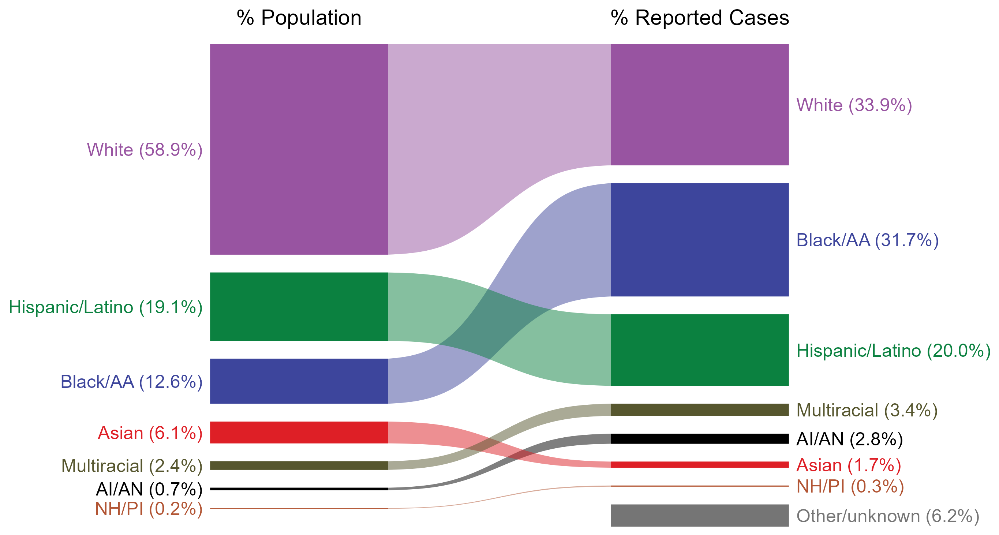 % Population
% Reported Cases
White (58.9%)
Hispanic/Latino (19.1%)
Black/AA (12.6%)
Asian (6.1%)
Multiracial (2.4%)
AI/AN (0.7%)
NH/PI (0.2%)
White (33.9%)
Black/AA (31.7%)
Hispanic/Latino (20.0%)
Multiracial (3.4%)
AI/AN (2.8%)
Asian (1.7%)
NH/PI (0.3%)
Other/unknown (6.2%)